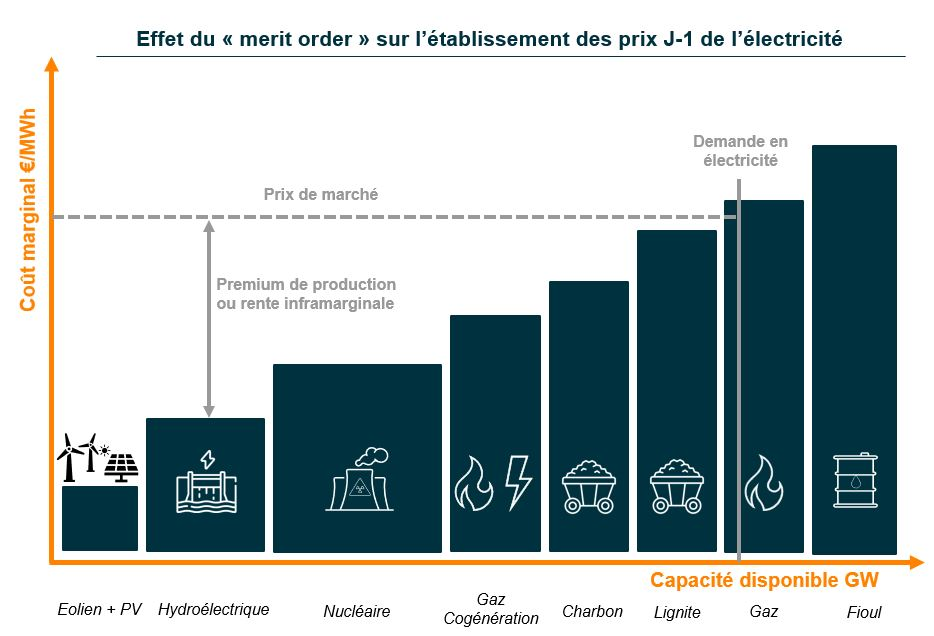 Effet du « merit order » sur l'établissement des prix J-1 de l'électricité
Coût marginal €/MWh
Demande en
électricité
Prix de marché
Premium de production
ou rente inframarginale
Capacité disponible GW
Eolien + PV
Hydroélectrique
Nucléaire
Gaz
Cogénération
Charbon
Lignite
Gaz
Fioul